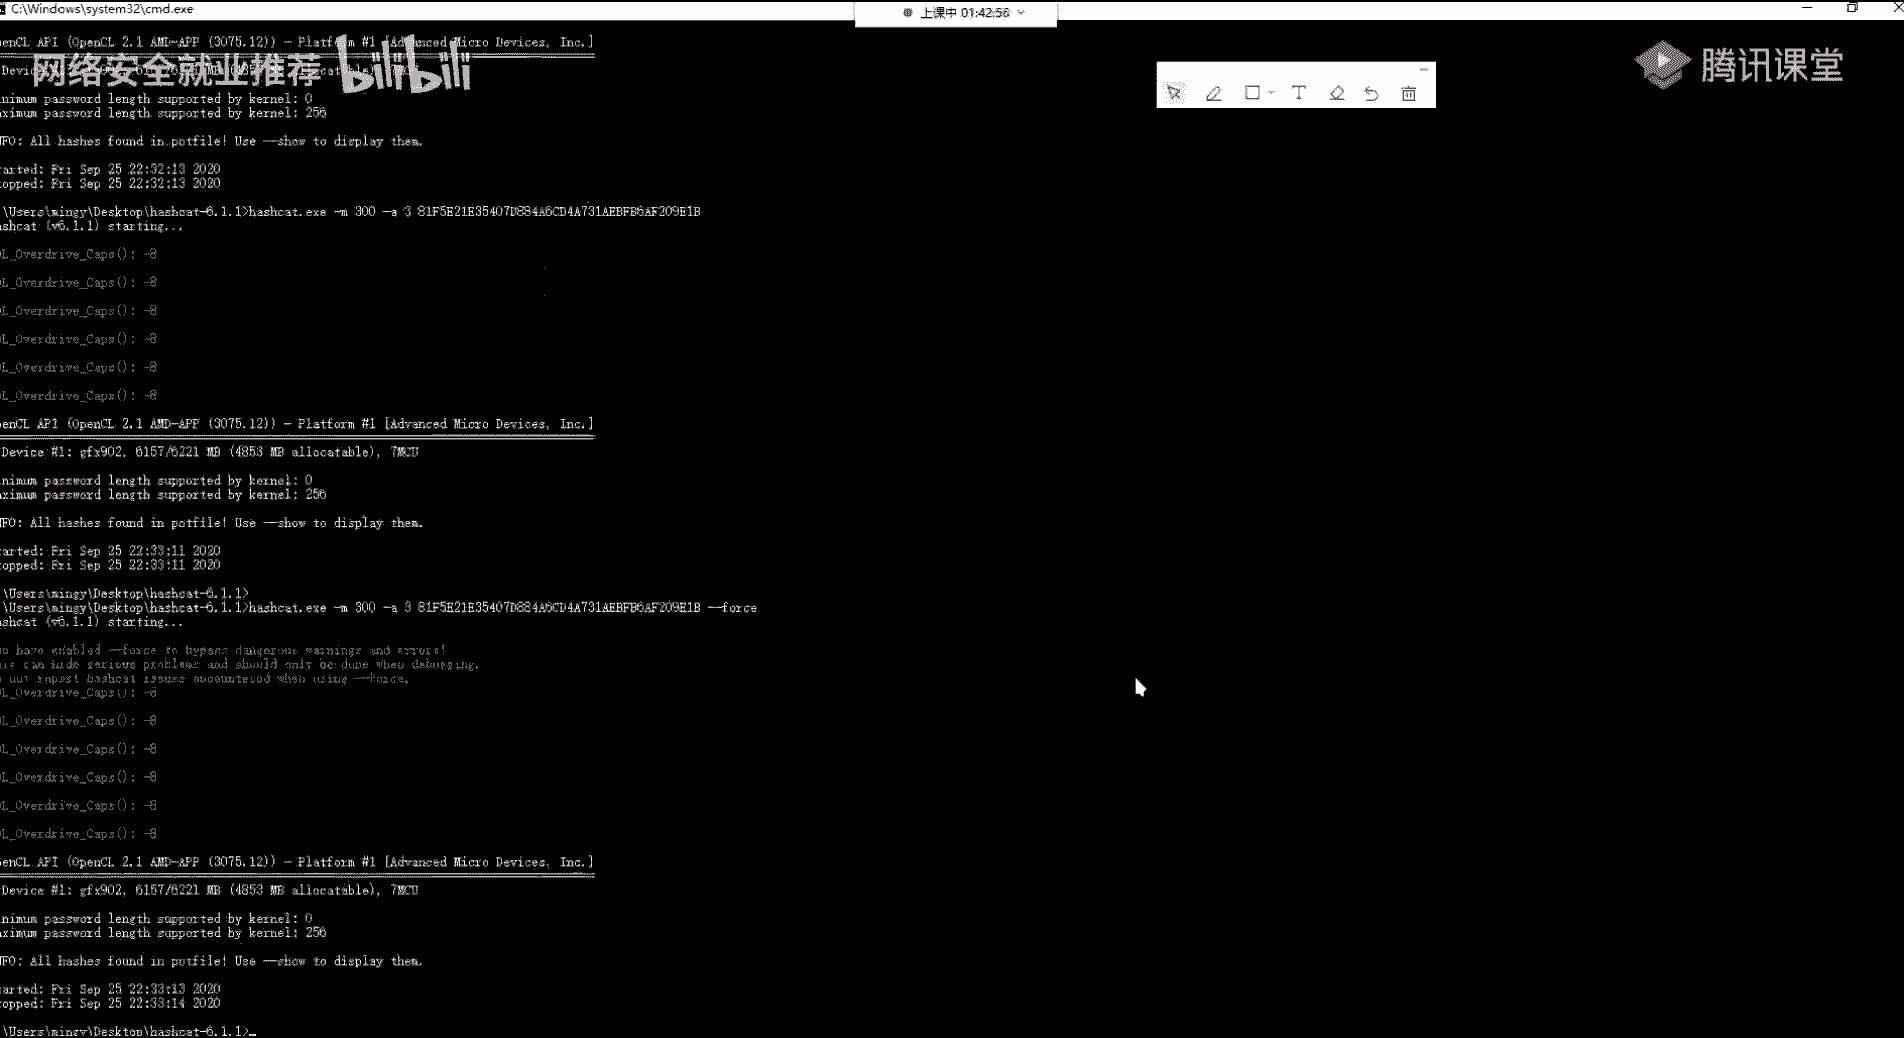 C:\Windows\system32\cmd.exe
上课中 01:42:56
enCL API (OpenCL 2.1 AMD-APP (3075.12)) - Platform #1 [Advanced Micro Devices, Inc.]
网络安全就业推荐 bilibili
腾讯课堂
nimum password length supported by kernel: 0
ximum password length supported by kernel: 256
FO: All hashes found in potfile! Use --show to display them.
arted: Fri Sep 25 22:32:13 2020
opped: Fri Sep 25 22:32:13 2020
\Users\mingy\Desktop\hashcat-6.1.1>hashcat.exe -m 300 -a 3 81F5E21E35407D884A6CD4A731AEBFB6AF209E1B
shcat (v6.1.1) starting...
L_Overdrive_Caps(): -8
L_Overdrive_Caps(): -8
L_Overdrive_Caps(): -8
L_Overdrive_Caps(): -8
L_Overdrive_Caps(): -8
L_Overdrive_Caps(): -8
enCL API (OpenCL 2.1 AMD-APP (3075.12)) - Platform #1 [Advanced Micro Devices, Inc.]
Device #1: gfx902, 6157/6221 MB (4853 MB allocatable), 7MCU
nimum password length supported by kernel: 0
ximum password length supported by kernel: 256
FO: All hashes found in potfile! Use --show to display them.
arted: Fri Sep 25 22:33:11 2020
opped: Fri Sep 25 22:33:11 2020
\Users\mingy\Desktop\hashcat-6.1.1>
\Users\mingy\Desktop\hashcat-6.1.1>hashcat.exe -m 300 -a 3 81F5E21E35407D884A6CD4A731AEBFB6AF209E1B --force
shcat (v6.1.1) starting...
u have enabled --force to bypass dangerous warnings and errors!
is can hide serious problems and should only be done when debugging.
not report hashcat issues encountered when using --force.
L_Overdrive_Caps(): -8
L_Overdrive_Caps(): -8
L_Overdrive_Caps(): -8
L_Overdrive_Caps(): -8
L_Overdrive_Caps(): -8
L_Overdrive_Caps(): -8
enCL API (OpenCL 2.1 AMD-APP (3075.12)) - Platform #1 [Advanced Micro Devices, Inc.]
Device #1: gfx902, 6157/6221 MB (4853 MB allocatable), 7MCU
nimum password length supported by kernel: 0
ximum password length supported by kernel: 256
FO: All hashes found in potfile! Use --show to display them.
arted: Fri Sep 25 22:33:13 2020
opped: Fri Sep 25 22:33:14 2020
\Users\mingy\Desktop\hashcat-6.1.1>_